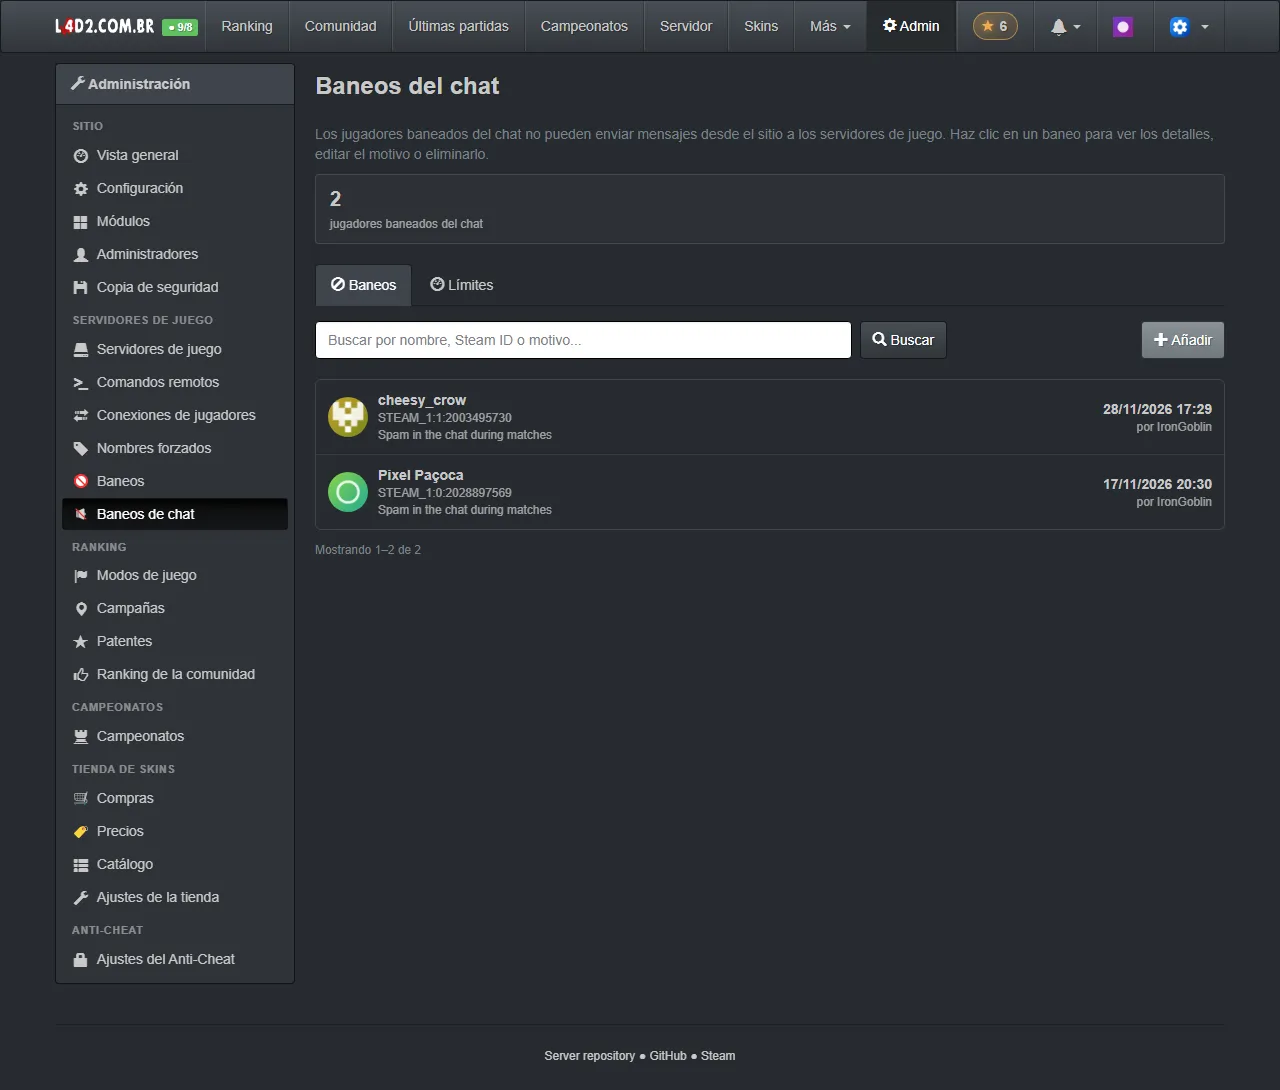 L4D2.COM.BR
● 9/8
Ranking
Comunidad
Últimas partidas
Campeonatos
Servidor
Skins
Más
Admin
6
Administración
SITIO
Vista general
Configuración
Módulos
Administradores
Copia de seguridad
SERVIDORES DE JUEGO
Servidores de juego
Comandos remotos
Conexiones de jugadores
Nombres forzados
Baneos
Baneos de chat
RANKING
Modos de juego
Campañas
Patentes
Ranking de la comunidad
CAMPEONATOS
Campeonatos
TIENDA DE SKINS
Compras
Precios
Catálogo
Ajustes de la tienda
ANTI-CHEAT
Ajustes del Anti-Cheat
Baneos del chat
Los jugadores baneados del chat no pueden enviar mensajes desde el sitio a los servidores de juego. Haz clic en un baneo para ver los detalles,
editar el motivo o eliminarlo.
2
jugadores baneados del chat
Baneos
Límites
Buscar por nombre, Steam ID o motivo...
Buscar
Añadir
cheesy_crow
STEAM_1:1:2003495730
Spam in the chat during matches
28/11/2026 17:29
por IronGoblin
Pixel Paçoca
STEAM_1:0:2028897569
Spam in the chat during matches
17/11/2026 20:30
por IronGoblin
Mostrando 1–2 de 2
Server repository ● GitHub ● Steam